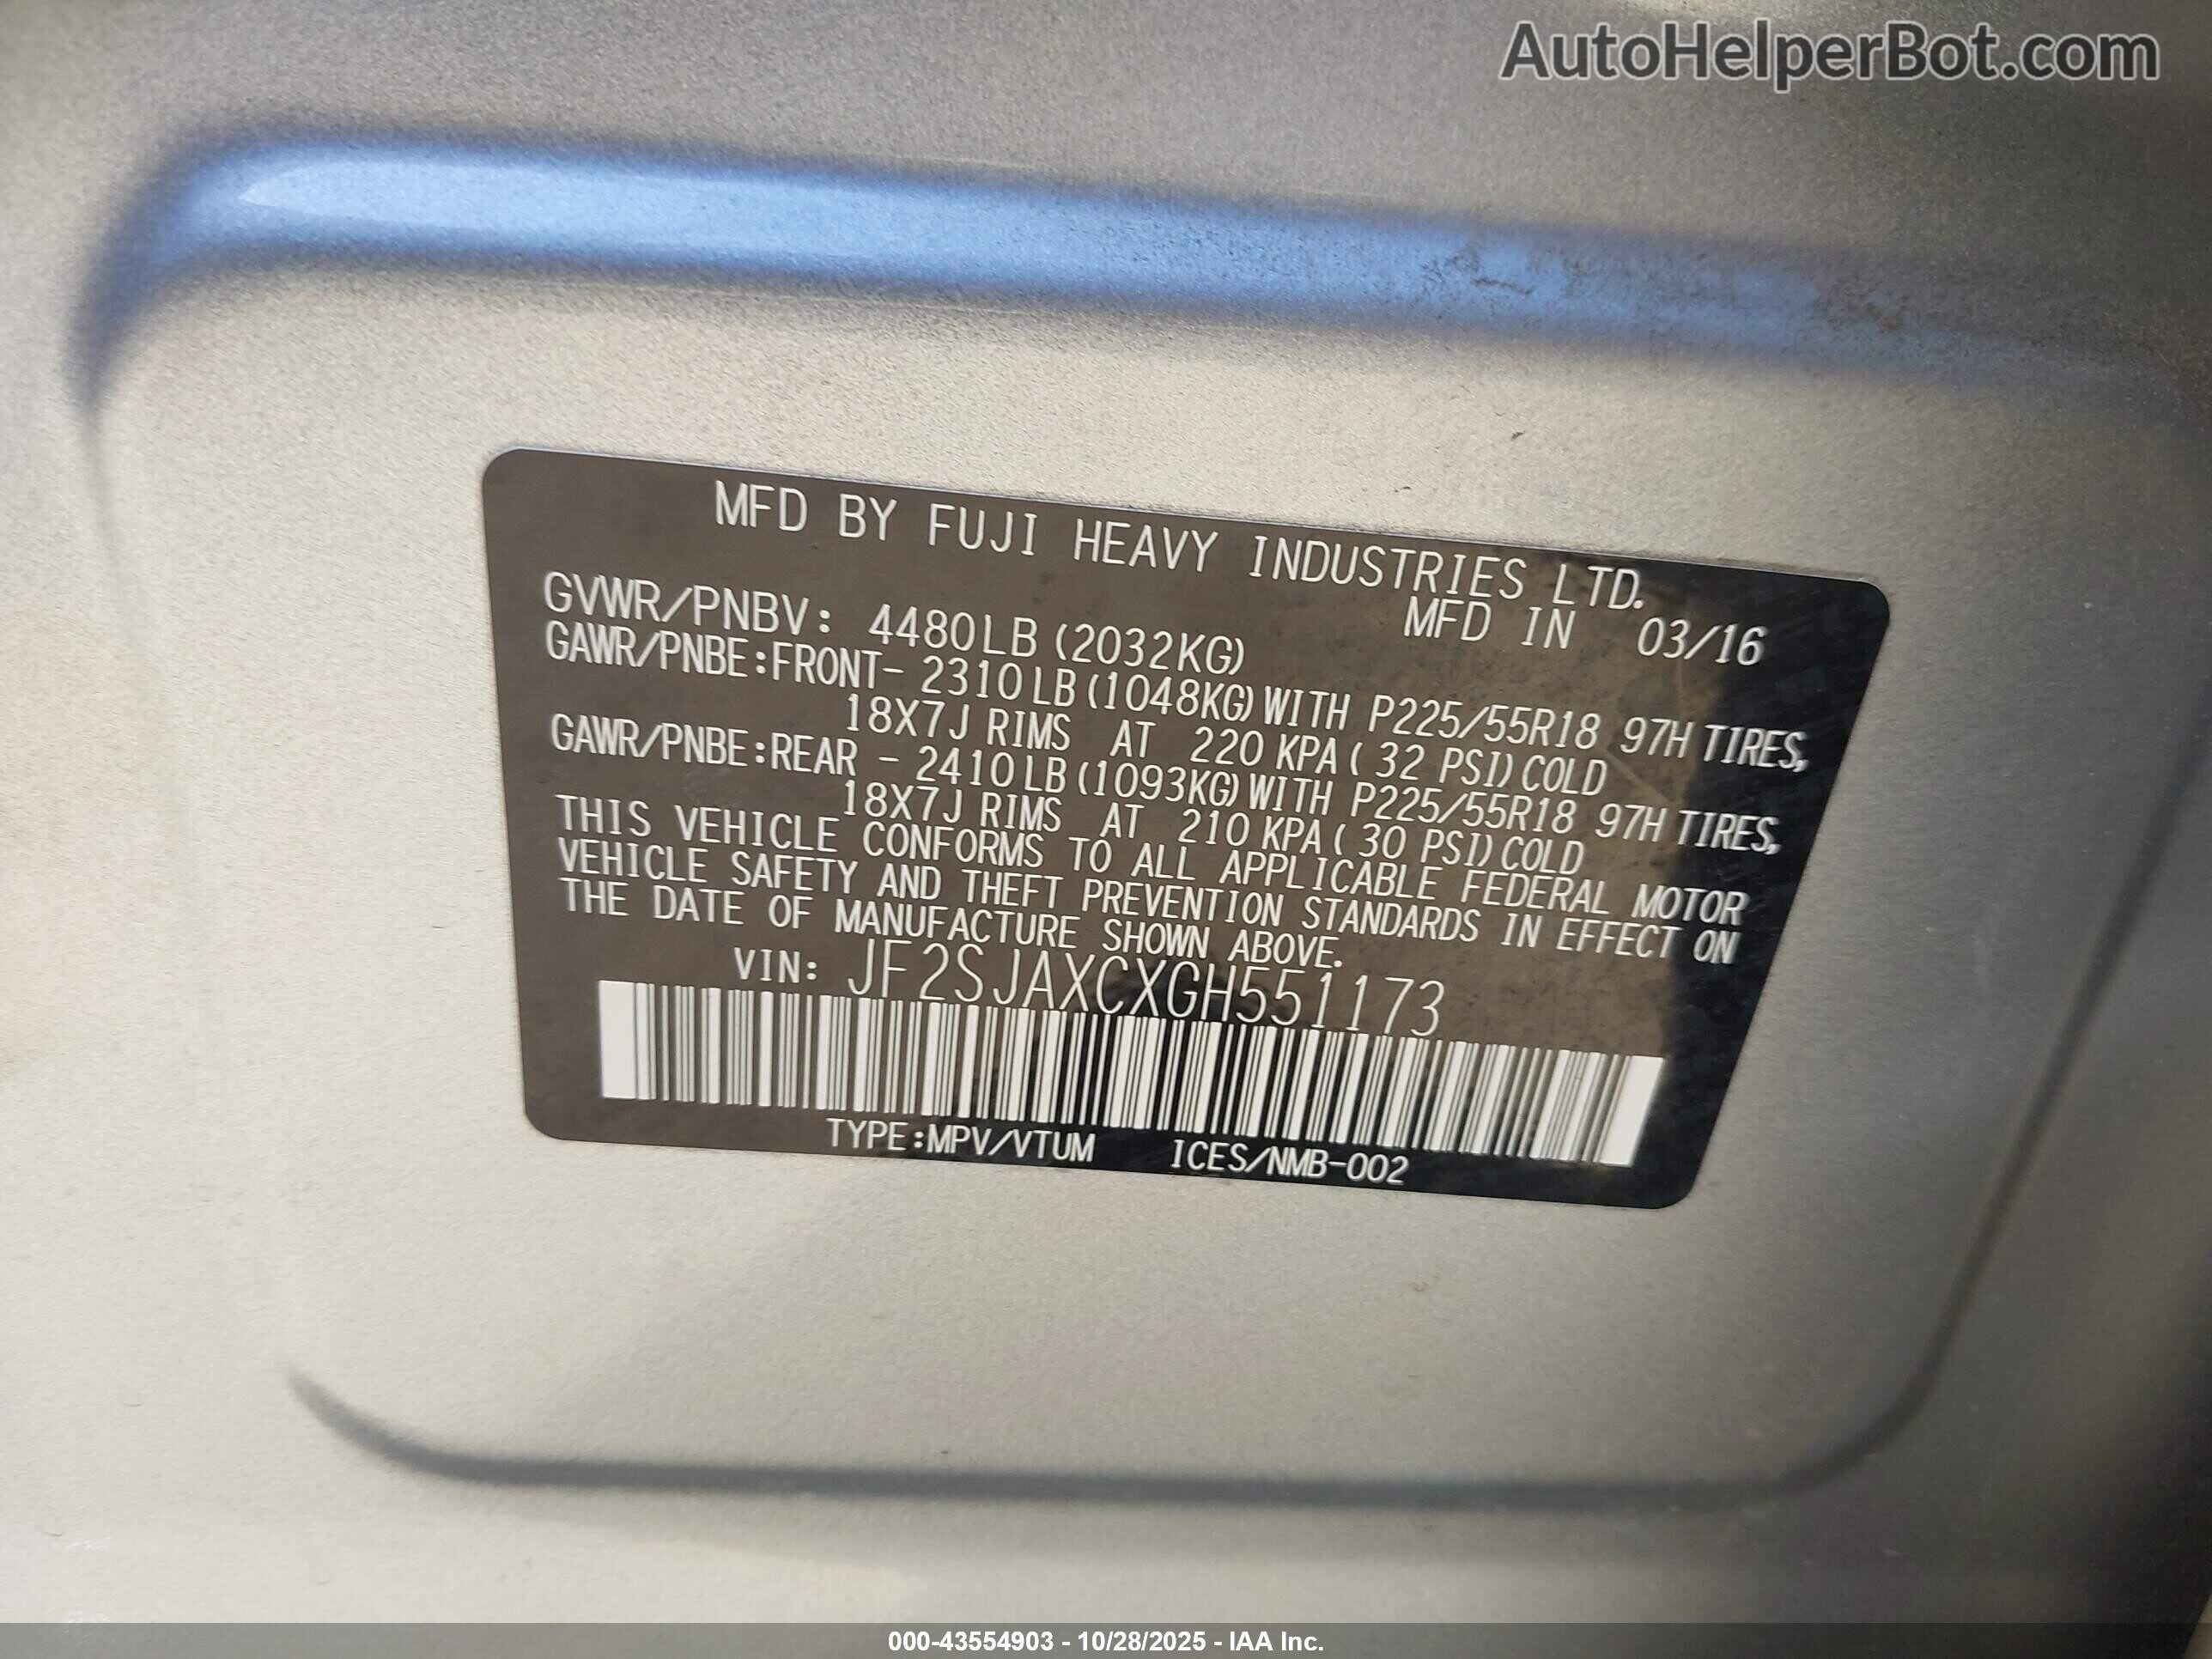 AutoHelperBot.com
MFD BY FUJI HEAVY INDUSTRIES LTD.
GVWR/PNBV: 4480LB (2032KG) MFD IN 03/16
GAWR/PNBE:FRONT- 2310LB (1048KG) WITH P225/55R18 97H TIRES,
18X7J RIMS AT 220 KPA ( 32 PSI) COLD
GAWR/PNBE:REAR - 2410LB (1093KG) WITH P225/55R18 97H TIRES,
18X7J RIMS AT 210 KPA ( 30 PSI) COLD
THIS VEHICLE CONFORMS TO ALL APPLICABLE FEDERAL MOTOR
VEHICLE SAFETY AND THEFT PREVENTION STANDARDS IN EFFECT ON
THE DATE OF MANUFACTURE SHOWN ABOVE.
VIN: JF2SJAXCXGH551173
TYPE:MPV/VTUM ICES/NMB-002
000-43554903 - 10/28/2025 - IAA Inc.